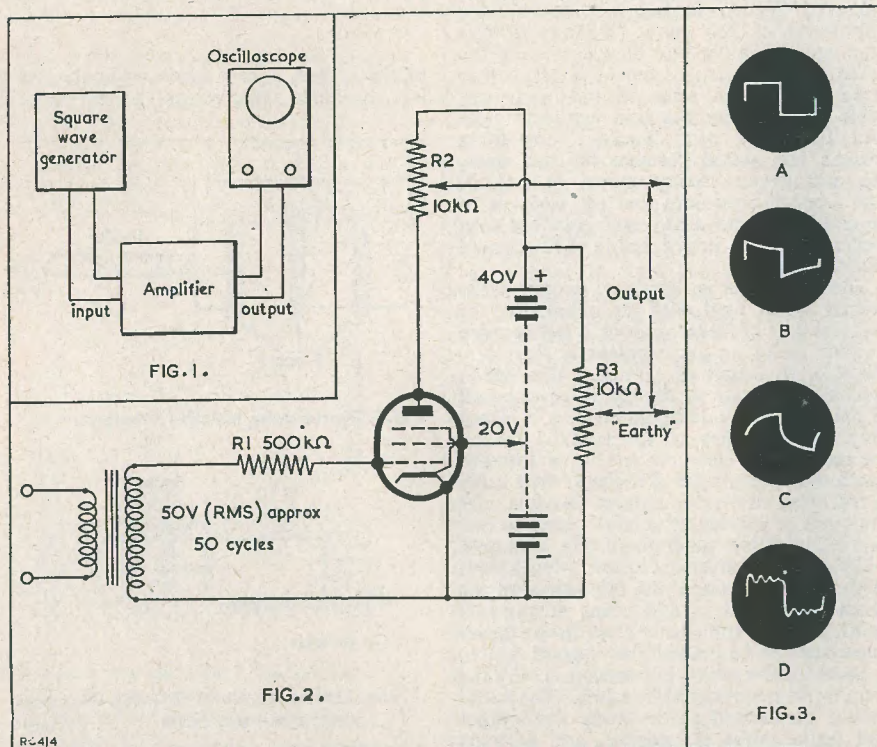 Oscilloscope
Square
wave
generator
Amplifier
input
output
FIG.1.
R2
10kΩ
40V
+
Output
R3
10kΩ
"Earthy"
20V
R1 500kΩ
50V (RMS) approx
50 cycles
−
FIG.2.
A
B
C
D
FIG.3.